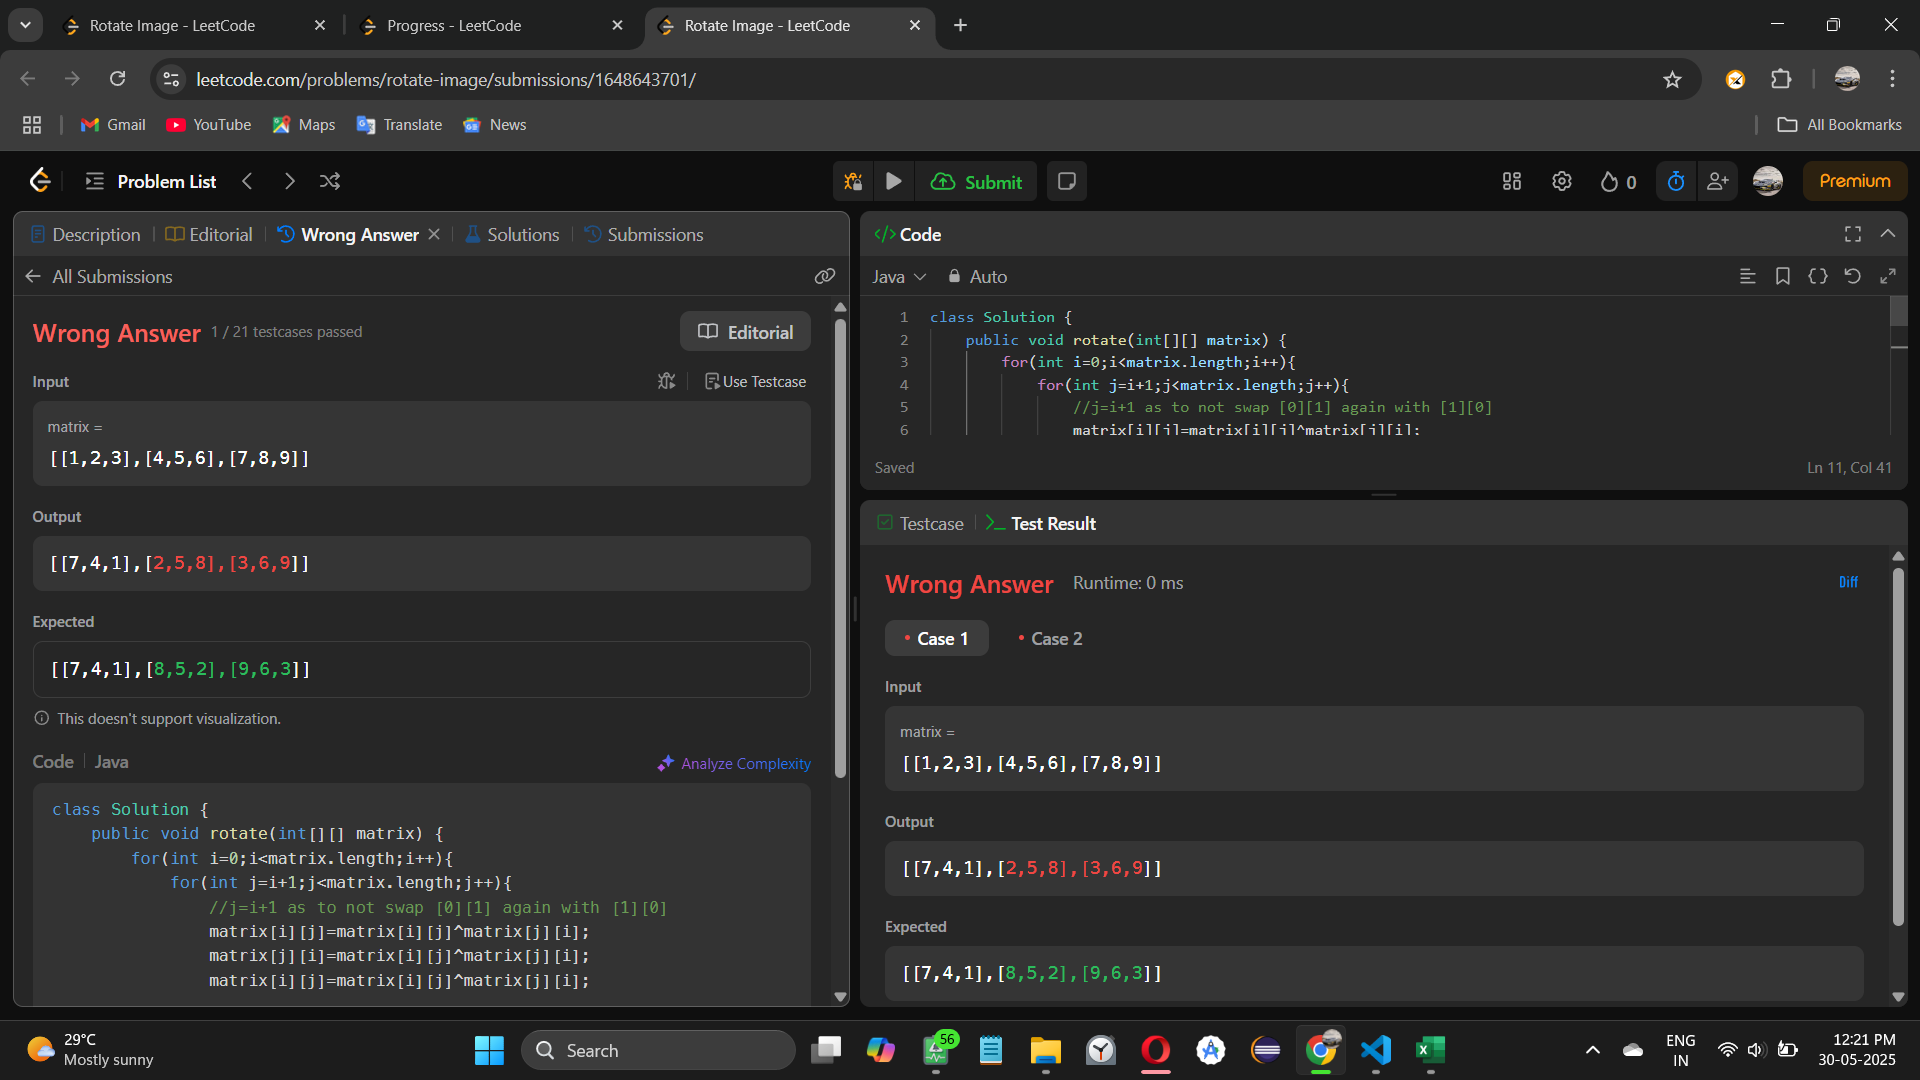 Rotate Image - LeetCode
Progress - LeetCode
Rotate Image - LeetCode
leetcode.com/problems/rotate-image/submissions/1648643701/
Gmail
YouTube
Maps
Translate
News
All Bookmarks
Problem List
Submit
0
Premium
Description
Editorial
Wrong Answer
Solutions
Submissions
All Submissions
Wrong Answer 1 / 21 testcases passed
Editorial
Input
Use Testcase
matrix =
[[1,2,3],[4,5,6],[7,8,9]]
Output
[[7,4,1],[2,5,8],[3,6,9]]
Expected
[[7,4,1],[8,5,2],[9,6,3]]
This doesn't support visualization.
Code
Java
Analyze Complexity
class Solution {
public void rotate(int[][] matrix) {
for(int i=0;i<matrix.length;i++){
for(int j=i+1;j<matrix.length;j++){
//j=i+1 as to not swap [0][1] again with [1][0]
matrix[i][j]=matrix[i][j]^matrix[j][i];
matrix[j][i]=matrix[i][j]^matrix[j][i];
matrix[i][j]=matrix[i][j]^matrix[j][i];
</> Code
Java
Auto
1 class Solution {
2 public void rotate(int[][] matrix) {
3 for(int i=0;i<matrix.length;i++){
4 for(int j=i+1;j<matrix.length;j++){
5 //j=i+1 as to not swap [0][1] again with [1][0]
6 matrix[i][j]=matrix[i][j]^matrix[j][i];
Saved
Ln 11, Col 41
Testcase
Test Result
Wrong Answer Runtime: 0 ms
Diff
Case 1
Case 2
Input
matrix =
[[1,2,3],[4,5,6],[7,8,9]]
Output
[[7,4,1],[2,5,8],[3,6,9]]
Expected
[[7,4,1],[8,5,2],[9,6,3]]
29°C
Mostly sunny
Search
56
ENG
IN
12:21 PM
30-05-2025